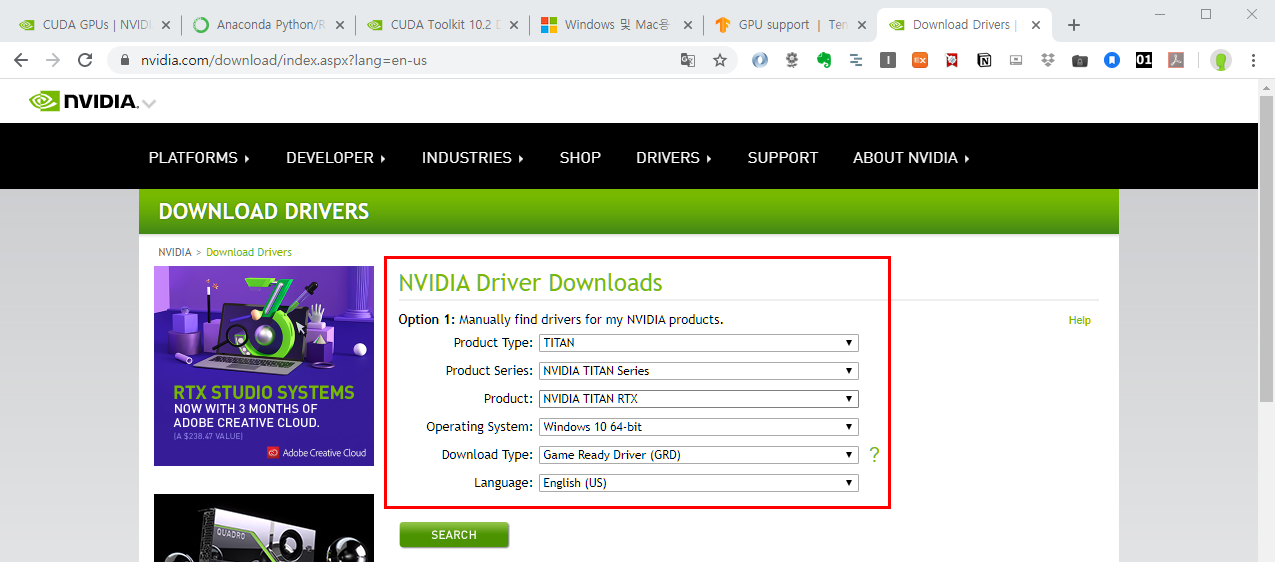 CUDA GPUs | NVIDI
Anaconda Python/R
CUDA Toolkit 10.2 D
Windows 및 Mac용
GPU support | Ten
Download Drivers |
nvidia.com/download/index.aspx?lang=en-us
I
EX
N
01
NVIDIA.
PLATFORMS
DEVELOPER
INDUSTRIES
SHOP
DRIVERS
SUPPORT
ABOUT NVIDIA
DOWNLOAD DRIVERS
NVIDIA > Download Drivers
RTX STUDIO SYSTEMS
NOW WITH 3 MONTHS OF
ADOBE CREATIVE CLOUD.
(A $238.47 VALUE)
Adobe Creative Cloud
QUADRO
NVIDIA Driver Downloads
Option 1: Manually find drivers for my NVIDIA products.
Help
Product Type: TITAN
Product Series: NVIDIA TITAN Series
Product: NVIDIA TITAN RTX
Operating System: Windows 10 64-bit
Download Type: Game Ready Driver (GRD) ?
Language: English (US)
SEARCH